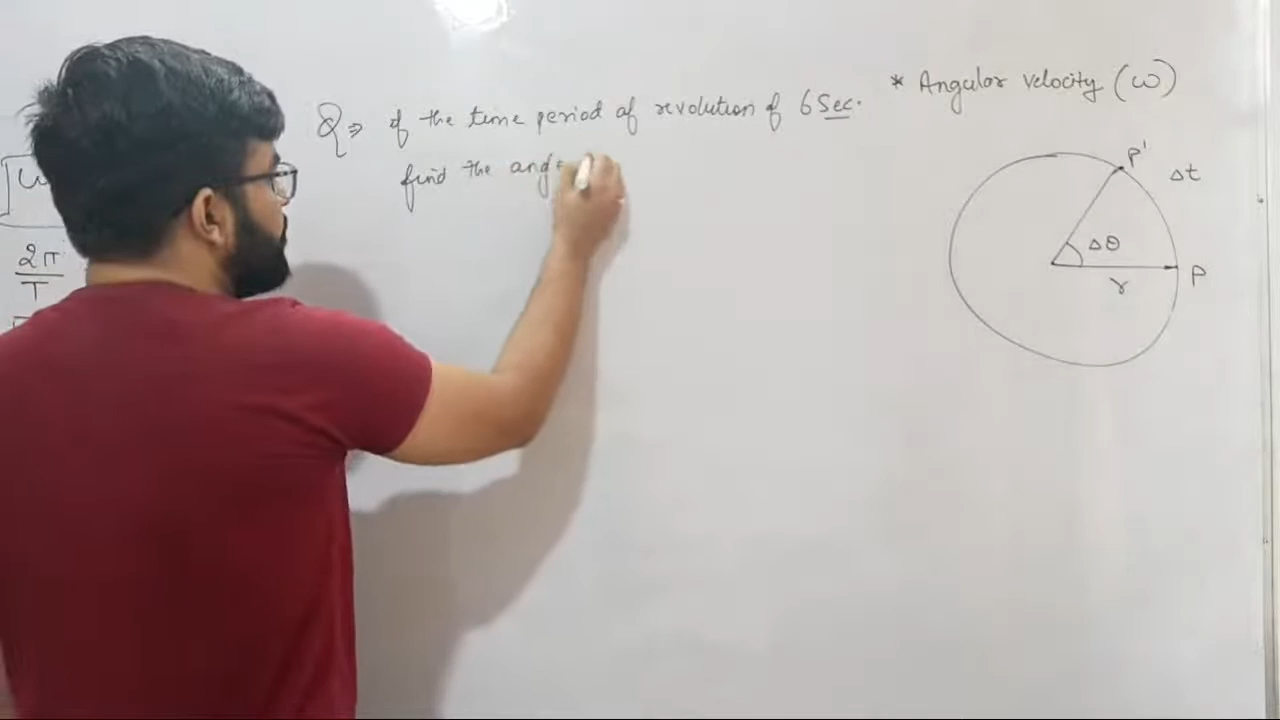 Q⇒ if the time period of revolution of 6 Sec.
find the ang
* Angular velocity (ω)
P'
Δt
Δθ
P
r
ω
2π
T